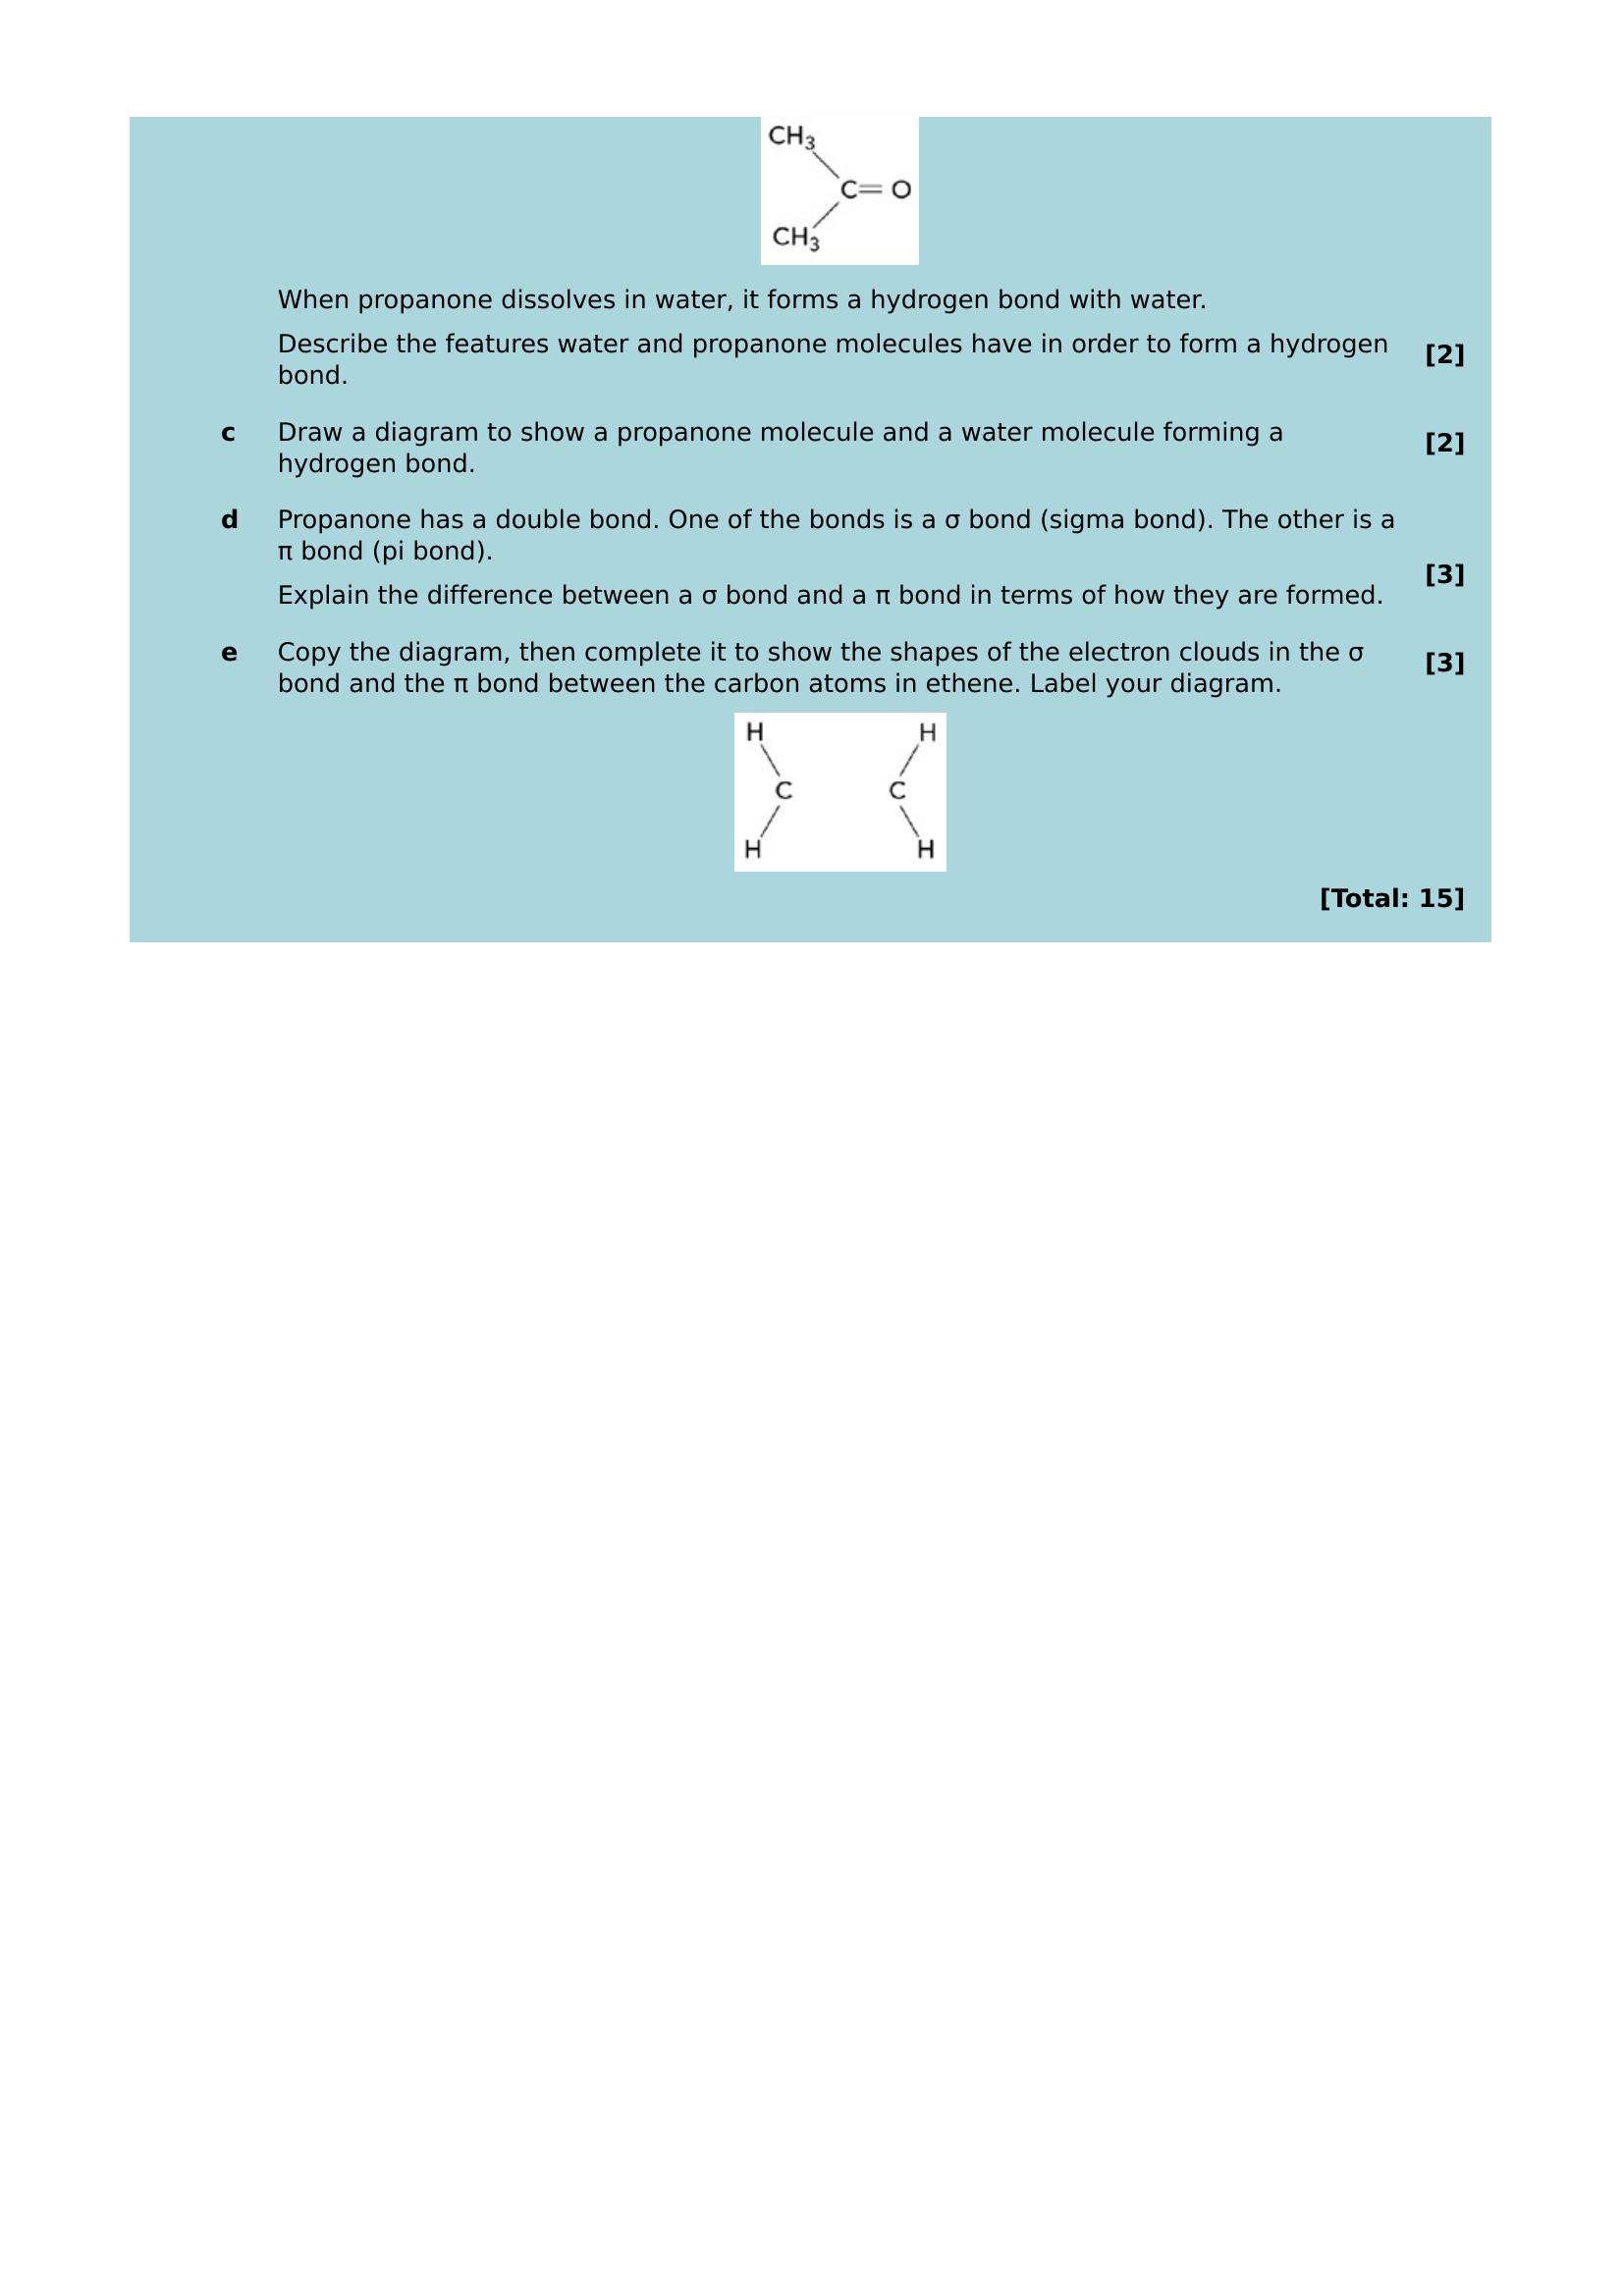 CH3
C=O
CH3
When propanone dissolves in water, it forms a hydrogen bond with water.
Describe the features water and propanone molecules have in order to form a hydrogen
bond.
[2]
c Draw a diagram to show a propanone molecule and a water molecule forming a
hydrogen bond.
[2]
d Propanone has a double bond. One of the bonds is a σ bond (sigma bond). The other is a
π bond (pi bond).
[3]
Explain the difference between a σ bond and a π bond in terms of how they are formed.
e Copy the diagram, then complete it to show the shapes of the electron clouds in the σ
bond and the π bond between the carbon atoms in ethene. Label your diagram.
[3]
H H
C C
H H
[Total: 15]